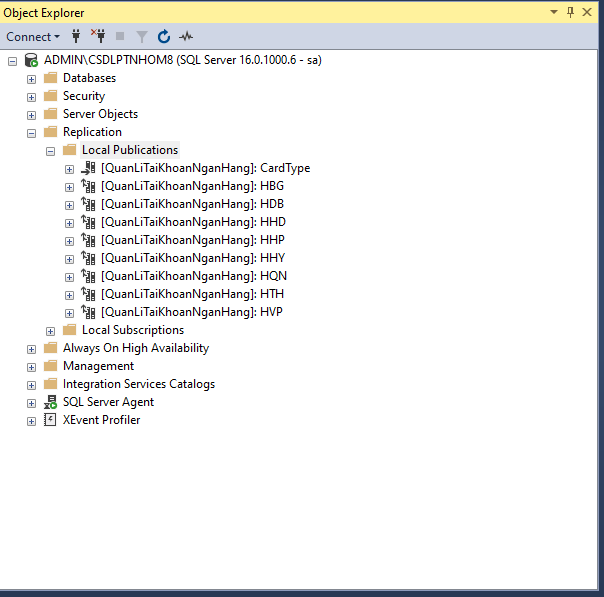 Object Explorer
Connect
ADMIN\CSDLPTNHOM8 (SQL Server 16.0.1000.6 - sa)
Databases
Security
Server Objects
Replication
Local Publications
[QuanLiTaiKhoanNganHang]: CardType
[QuanLiTaiKhoanNganHang]: HBG
[QuanLiTaiKhoanNganHang]: HDB
[QuanLiTaiKhoanNganHang]: HHD
[QuanLiTaiKhoanNganHang]: HHP
[QuanLiTaiKhoanNganHang]: HHY
[QuanLiTaiKhoanNganHang]: HQN
[QuanLiTaiKhoanNganHang]: HTH
[QuanLiTaiKhoanNganHang]: HVP
Local Subscriptions
Always On High Availability
Management
Integration Services Catalogs
SQL Server Agent
XEvent Profiler